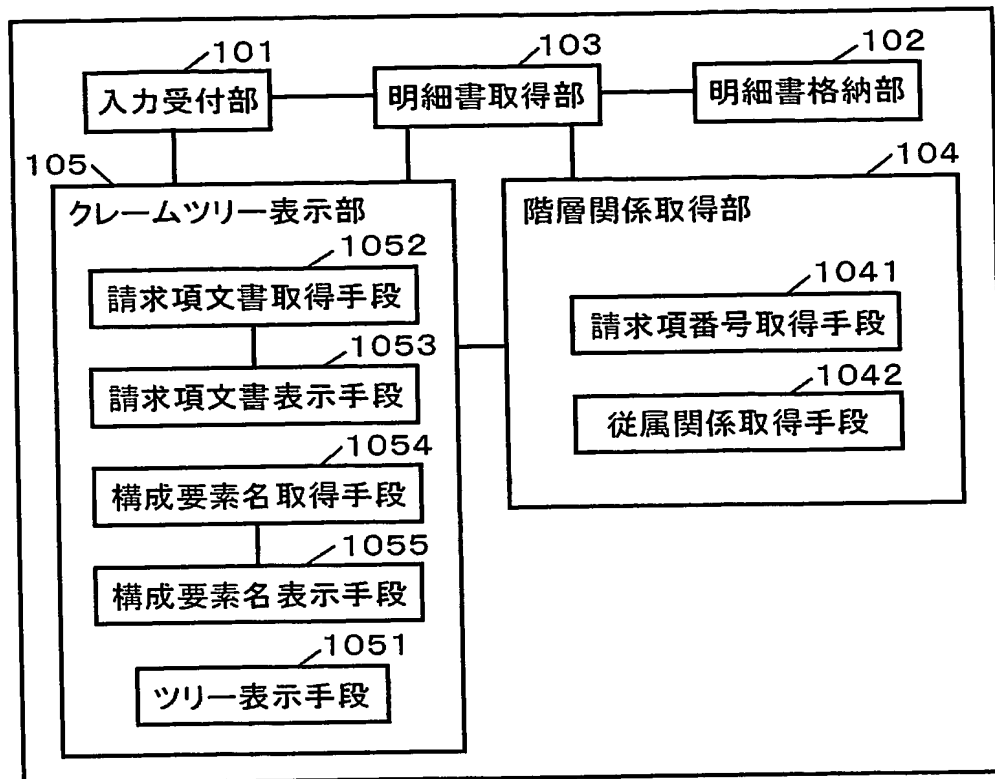 101
入力受付部
103
明細書取得部
102
明細書格納部
105
クレームツリー表示部
1052
請求項文書取得手段
1053
請求項文書表示手段
1054
構成要素名取得手段
1055
構成要素名表示手段
1051
ツリー表示手段
104
階層関係取得部
1041
請求項番号取得手段
1042
従属関係取得手段